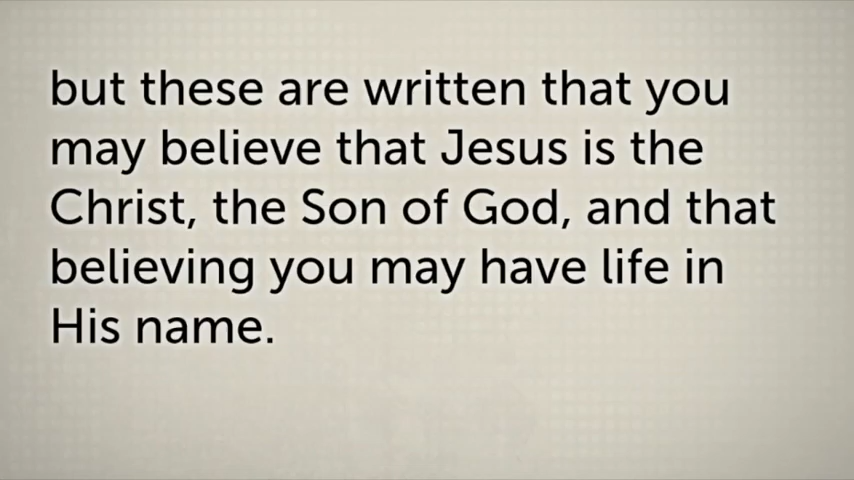 but these are written that you
may believe that Jesus is the
Christ, the Son of God, and that
believing you may have life in
His name.